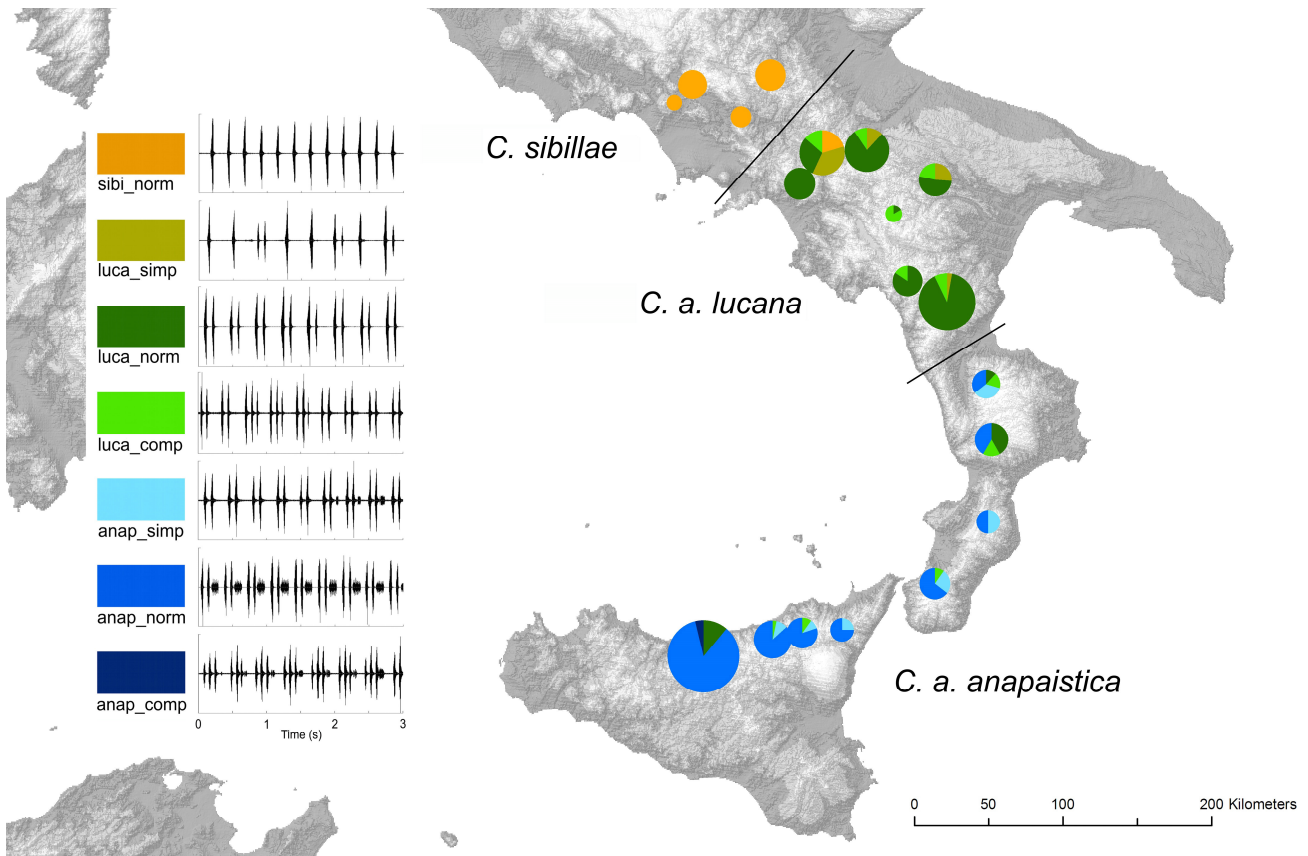 sibi_norm
luca_simp
luca_norm
luca_comp
anap_simp
anap_norm
anap_comp
0 1 2 3
Time (s)
C. sibillae
C. a. lucana
C. a. anapaistica
0 50 100 200 Kilometers